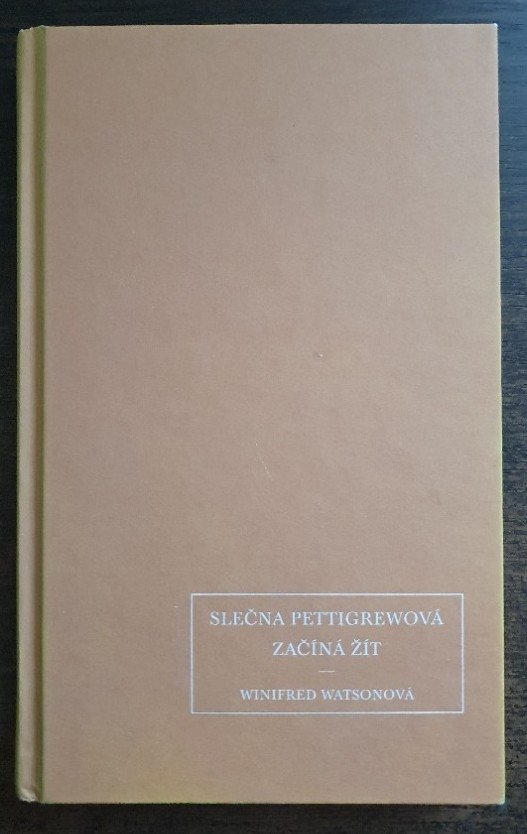 SLEČNA PETTIGREWOVÁ
ZAČÍNÁ ŽÍT
—
WINIFRED WATSONOVÁ